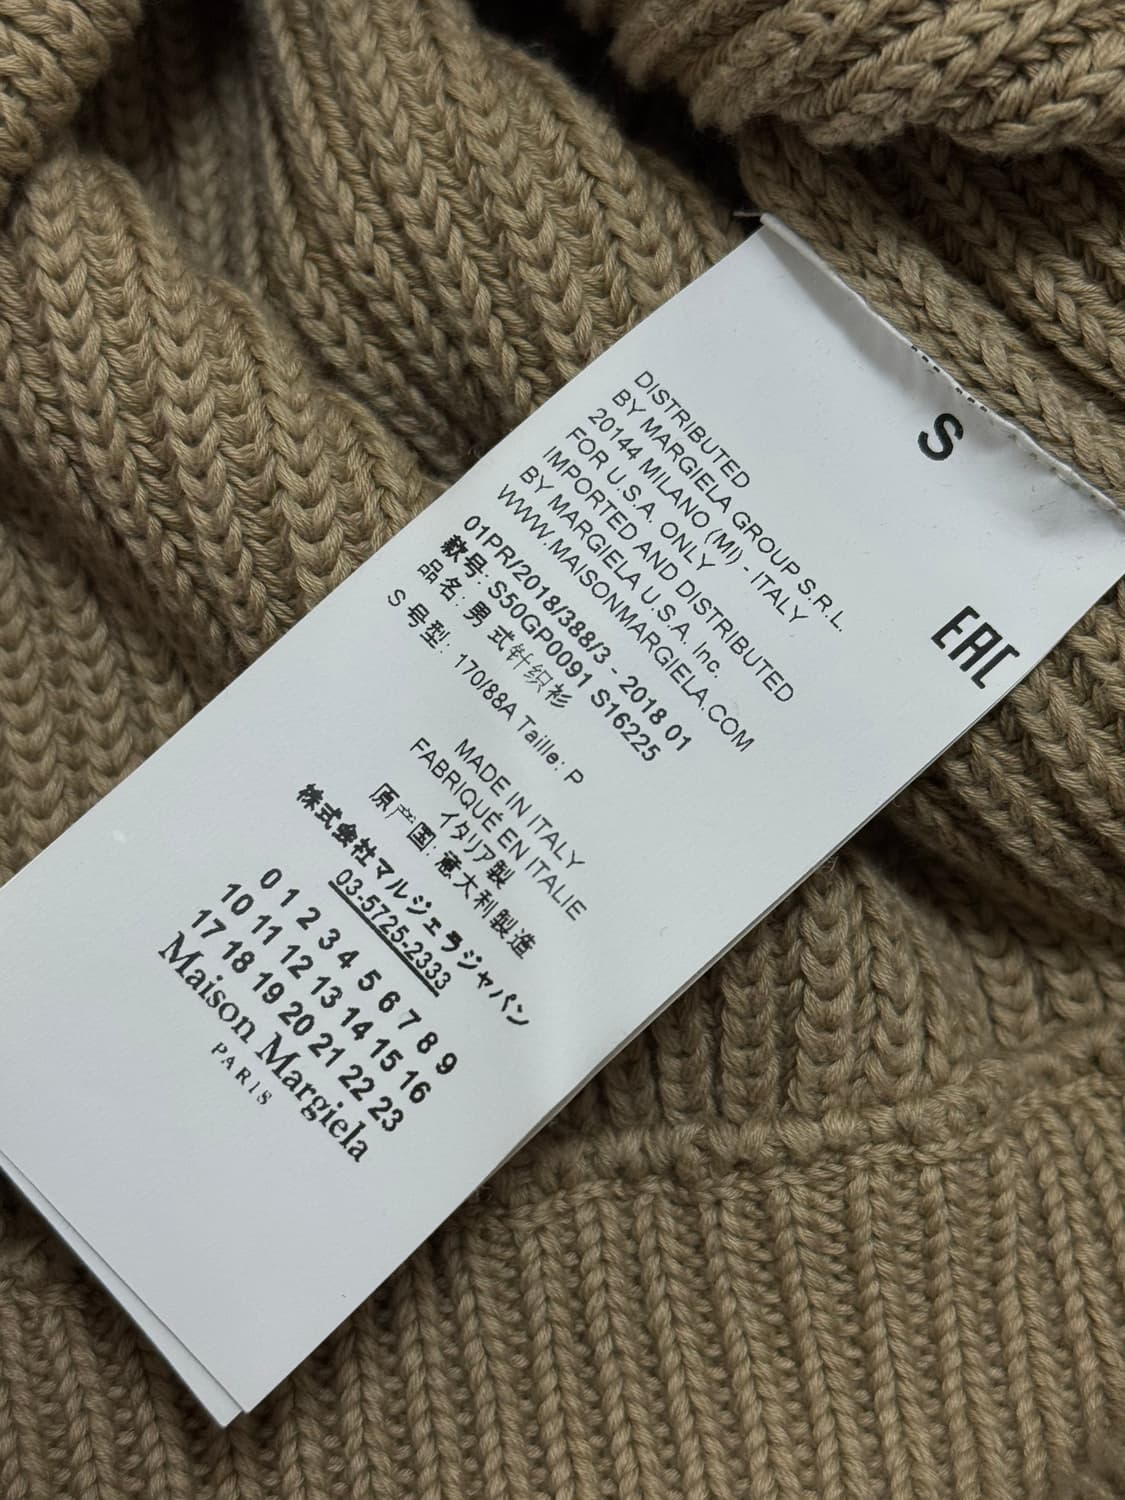 S
EAC
DISTRIBUTED
BY MARGIELA GROUP S.R.L.
20144 MILANO (MI) - ITALY
FOR U.S.A. ONLY
IMPORTED AND DISTRIBUTED
BY MARGIELA U.S.A. Inc.
WWW.MAISONMARGIELA.COM
01PR/2018/388/3 - 2018 01
款号: S50GP0091 S16225
品名: 男式针织衫
S 号型: 170/88A Taille: P
MADE IN ITALY
FABRIQUÉ EN ITALIE
イタリア製
原产国: 意大利製造
株式会社マルジェラジャパン
03-5725-2333
0 1 2 3 4 5 6 7 8 9
10 11 12 13 14 15 16
17 18 19 20 21 22 23
Maison Margiela
PARIS